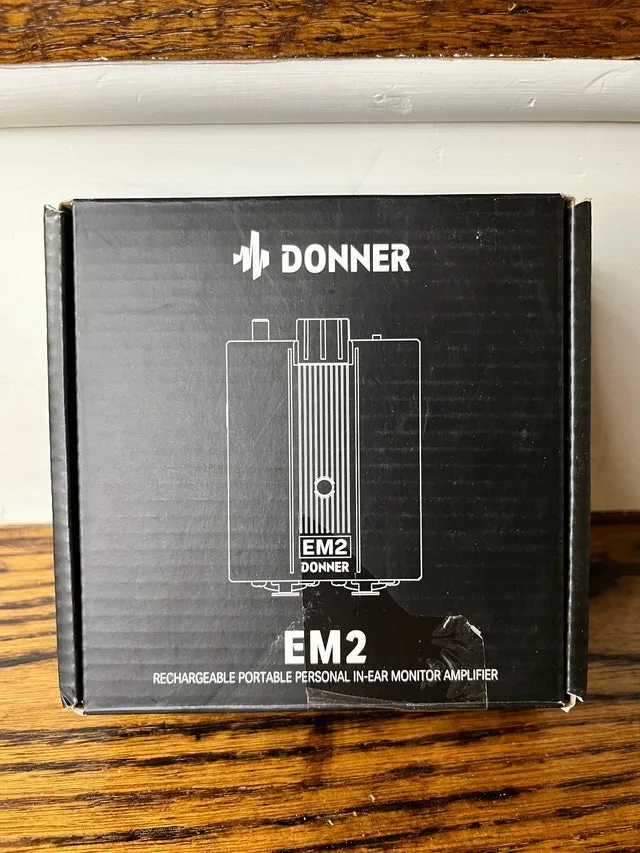 DONNER
EM2
DONNER
EM2
RECHARGEABLE PORTABLE PERSONAL IN-EAR MONITOR AMPLIFIER